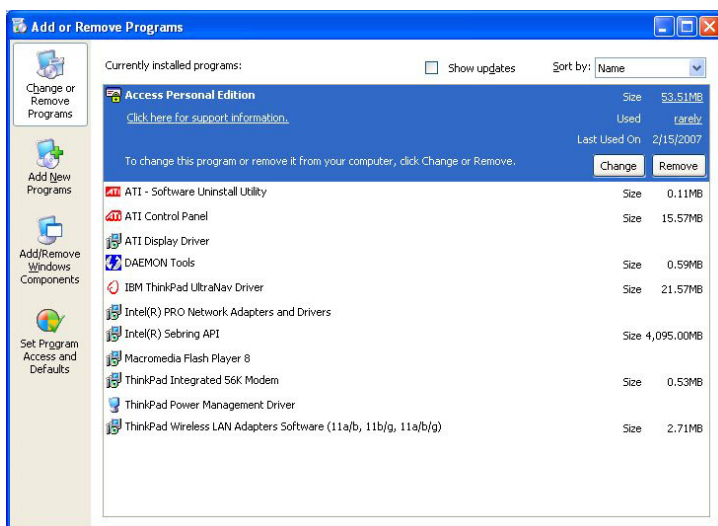 Add or Remove Programs
Change or
Remove
Programs
Add New
Programs
Add/Remove
Windows
Components
Set Program
Access and
Defaults
Currently installed programs:
Show updates
Sort by: Name
Access Personal Edition Size 53.51MB
Click here for support information. Used rarely
Last Used On 2/15/2007
To change this program or remove it from your computer, click Change or Remove. Change Remove
ATI ATI - Software Uninstall Utility Size 0.11MB
ATI ATI Control Panel Size 15.57MB
ATI Display Driver
DAEMON Tools Size 0.59MB
IBM ThinkPad UltraNav Driver Size 21.57MB
Intel(R) PRO Network Adapters and Drivers
Intel(R) Sebring API Size 4,095.00MB
Macromedia Flash Player 8
ThinkPad Integrated 56K Modem Size 0.53MB
ThinkPad Power Management Driver
ThinkPad Wireless LAN Adapters Software (11a/b, 11b/g, 11a/b/g) Size 2.71MB